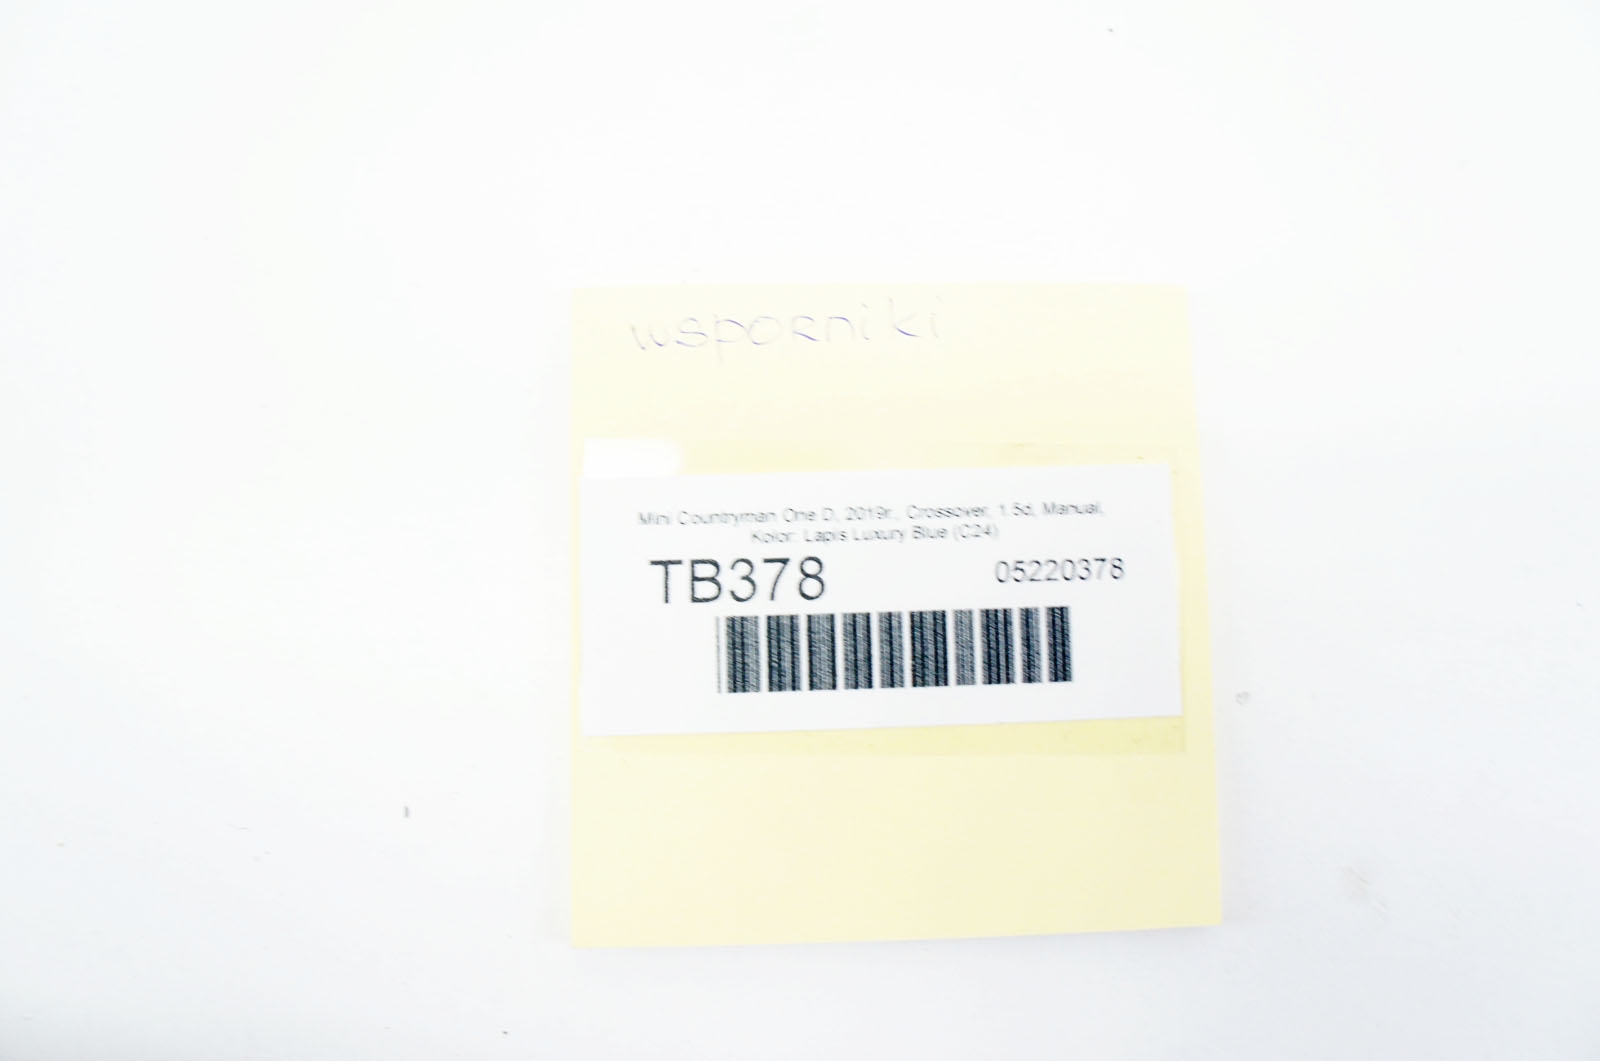 wsporniki
Mini Countryman One D, 2019r., Crossover, 1.5d, Manual,
Kolor: Lapis Luxury Blue (C24)
TB378
05220378